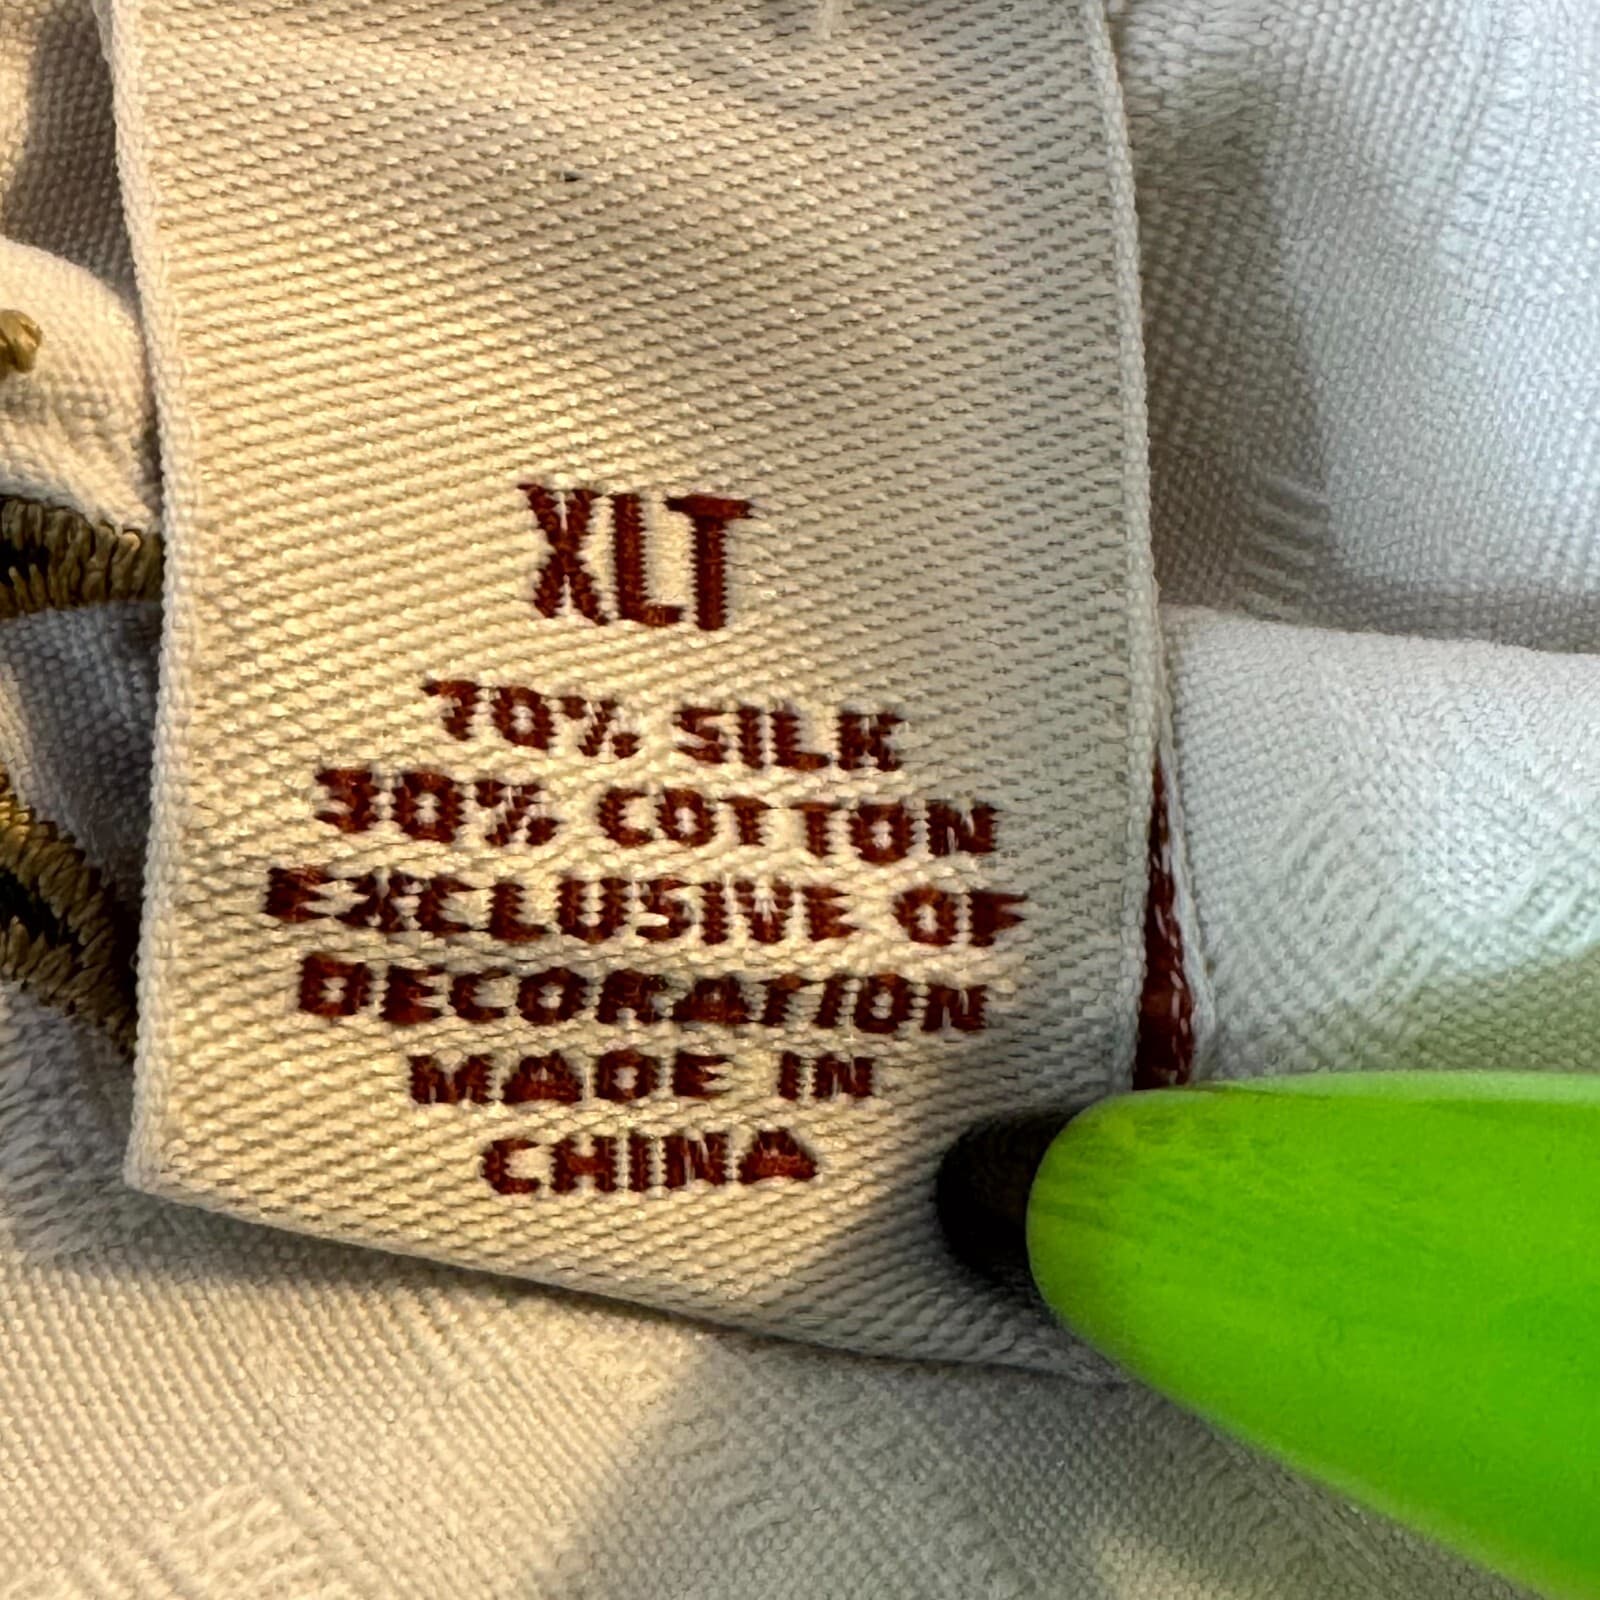 XLT
70% SILK
30% COTTON
EXCLUSIVE OF
DECORATION
MADE IN
CHINA